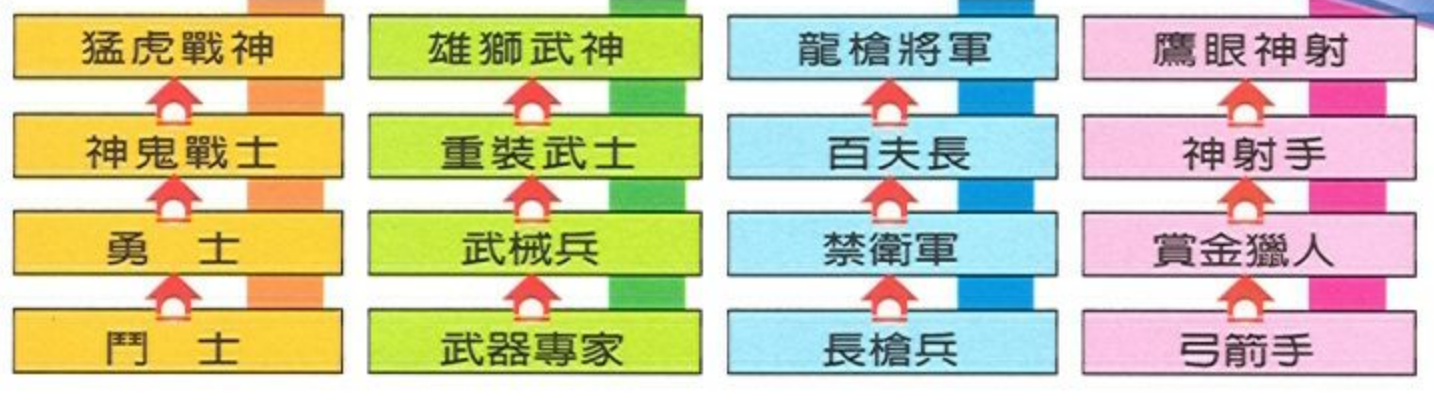 猛虎戰神 雄獅武神 龍槍將軍 鷹眼神射
神鬼戰士 重裝武士 百夫長 神射手
勇士 武械兵 禁衛軍 賞金獵人
鬥士 武器專家 長槍兵 弓箭手